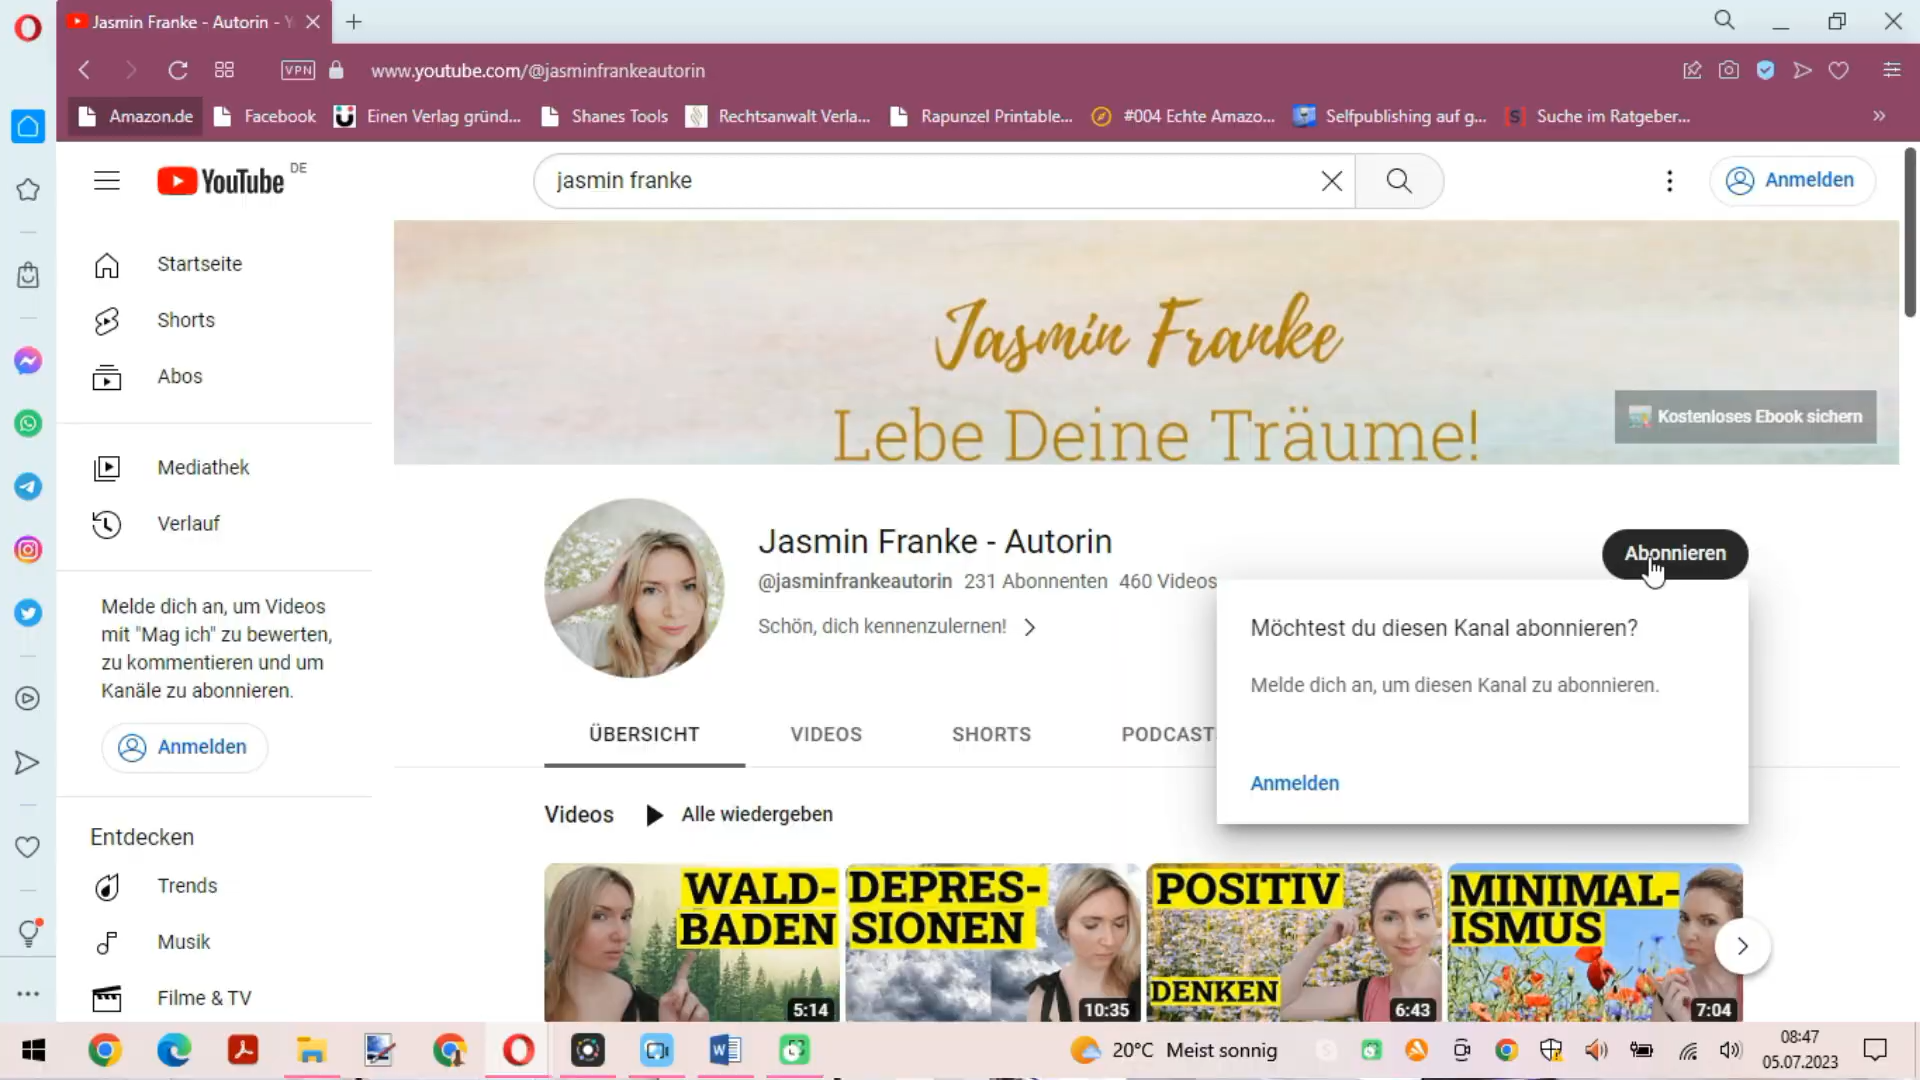 Jasmin Franke - Autorin - Y
VPN
www.youtube.com/@jasminfrankeautorin
Amazon.de
Facebook
Einen Verlag gründ...
Shanes Tools
Rechtsanwalt Verla...
Rapunzel Printable...
#004 Echte Amazo...
Selfpublishing auf g...
Suche im Ratgeber...
YouTube DE
jasmin franke
Anmelden
Startseite
Shorts
Abos
Mediathek
Verlauf
Melde dich an, um Videos
mit "Mag ich" zu bewerten,
zu kommentieren und um
Kanäle zu abonnieren.
Anmelden
Entdecken
Trends
Musik
Filme & TV
Jasmin Franke
Lebe Deine Träume!
Kostenloses Ebook sichern
Jasmin Franke - Autorin
@jasminfrankeautorin 231 Abonnenten 460 Videos
Schön, dich kennenzulernen!
Abonnieren
Möchtest du diesen Kanal abonnieren?
Melde dich an, um diesen Kanal zu abonnieren.
Anmelden
ÜBERSICHT
VIDEOS
SHORTS
PODCAST
Videos
Alle wiedergeben
WALD-
BADEN
5:14
DEPRES-
SIONEN
10:35
POSITIV
DENKEN
6:43
MINIMAL-
ISMUS
7:04
20°C Meist sonnig
08:47
05.07.2023